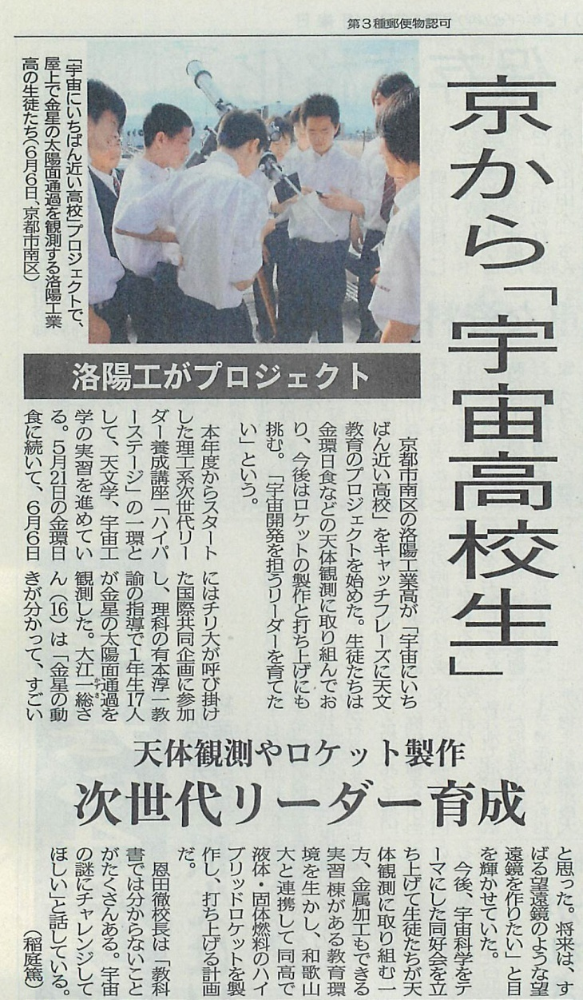 第3種郵便物認可
京から「宇宙高校生」
「宇宙にいちばん近い高校」プロジェクトで、
屋上で金星の太陽面通過を観測する洛陽工業
高の生徒たち(6月6日、京都市南区)
洛陽工がプロジェクト
京都市南区の洛陽工業高が「宇宙にいち
ばん近い高校」をキャッチフレーズに天文
教育のプロジェクトを始めた。生徒たちは
金環日食などの天体観測に取り組んでお
り、今後はロケットの製作と打ち上げにも
挑む。「宇宙開発を担うリーダーを育てた
い」という。
本年度からスタート
した理工系次世代リー
ダー養成講座「ハイパ
ーステージ」の一環と
して、天文学、宇宙工
学の実習を進めてい
る。5月21日の金環日
食に続いて、6月6日
にはチリ大が呼び掛け
た国際共同企画に参加
し、理科の有本淳一教
諭の指導で1年生17人
が金星の太陽面通過を
観測した。大江一総さ
かずさ
ん(16)は「金星の動
きが分かって、すごい
天体観測やロケット製作
次世代リーダー育成
と思った。将来は、す
ばる望遠鏡のような望
遠鏡を作りたい」と目
を輝かせていた。
今後、宇宙科学をテ
ーマにした同好会を立
ち上げて生徒たちが天
体観測に取り組む一
方、金属加工もできる
実習棟がある教育環
境を生かし、和歌山
大と連携して同高で
液体・固体燃料のハイ
ブリッドロケットを製
作し、打ち上げる計画
だ。
恩田徹校長は「教科
書では分からないこと
がたくさんある。宇宙
の謎にチャレンジして
ほしい」と話している。
(稲庭篤)